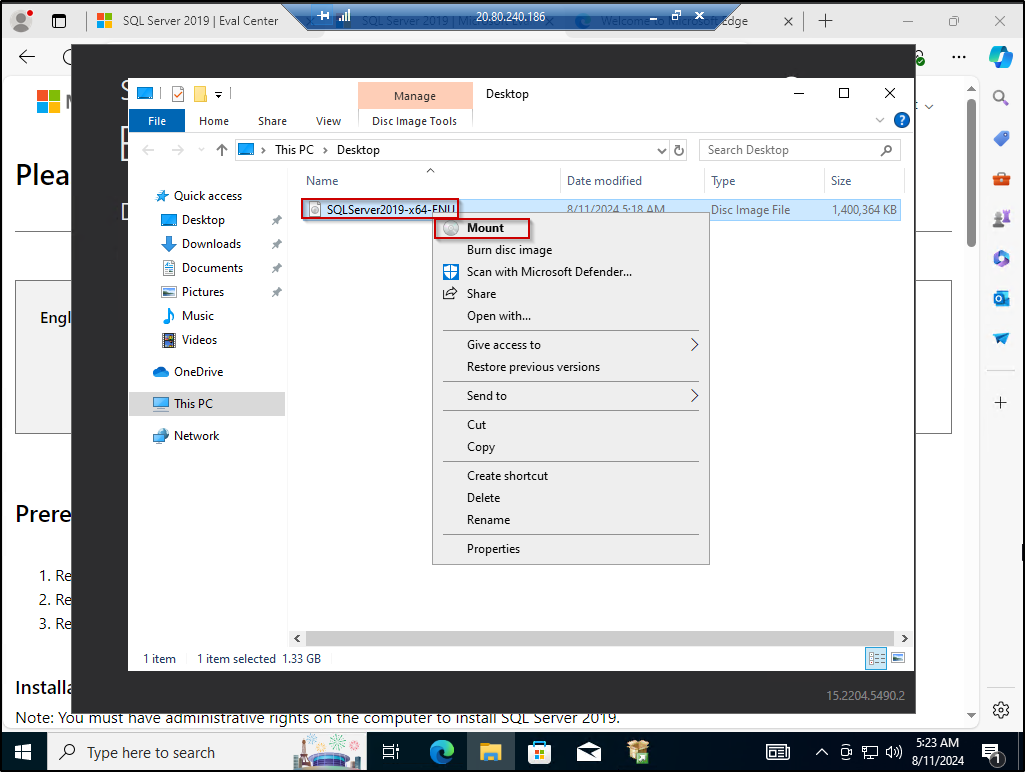 SQL Server 2019 | Eval Center
SQL Server 2019 | M
20.80.240.186
Welcome to Microsoft Edge
Manage
Desktop
File
Home
Share
View
Disc Image Tools
This PC
Desktop
Search Desktop
Please
Quick access
Desktop
Downloads
Documents
Pictures
Music
Videos
OneDrive
This PC
Network
Name
Date modified
Type
Size
SQLServer2019-x64-ENU
8/11/2024 5:18 AM
Disc Image File
1,400,364 KB
Mount
Burn disc image
Scan with Microsoft Defender...
Share
Open with...
Give access to
Restore previous versions
Send to
Cut
Copy
Create shortcut
Delete
Rename
Properties
Engl
Prere
1. Re
2. Re
3. Re
1 item
1 item selected 1.33 GB
Installa
15.2204.5490.2
Note: You must have administrative rights on the computer to install SQL Server 2019.
Type here to search
5:23 AM
8/11/2024
1